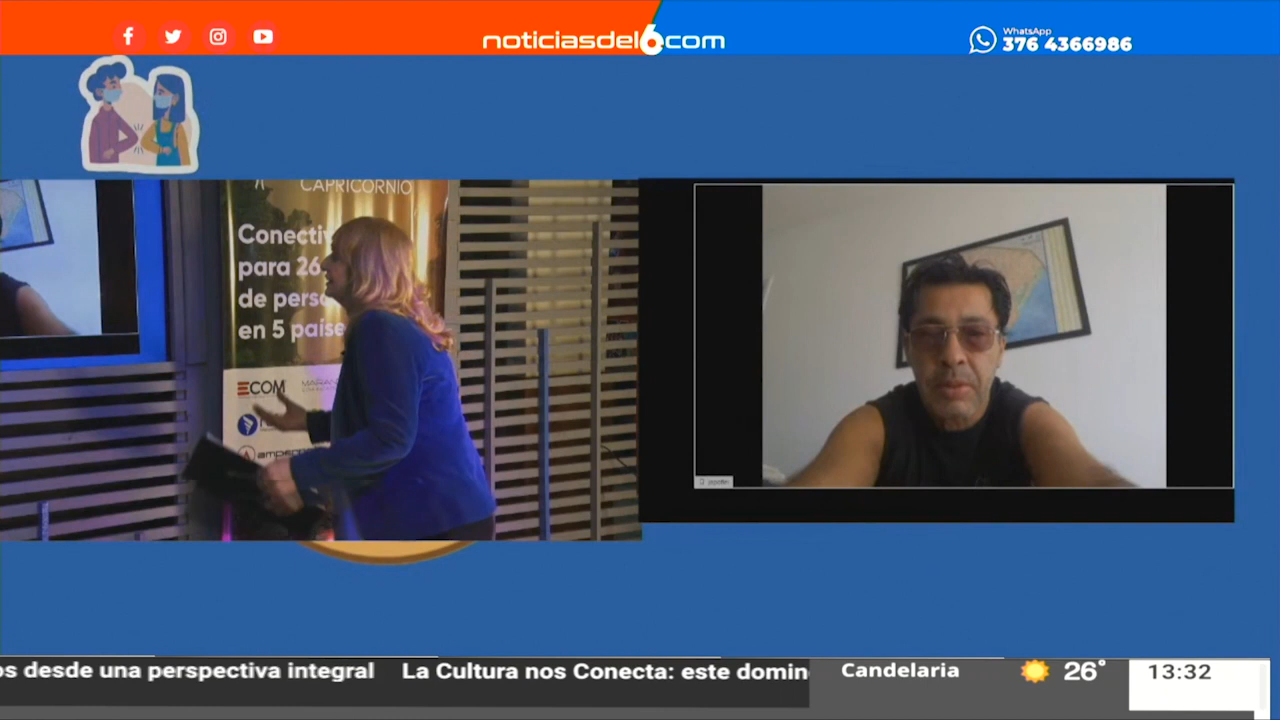 noticiasdel6.com
WhatsApp
376 4366986
CAPRICORNIO
Conectiv
para 26
de perso
en 5 paíse
ECOM
MARAN
os desde una perspectiva integral La Cultura nos Conecta: este domin
Candelaria
26°
13:32